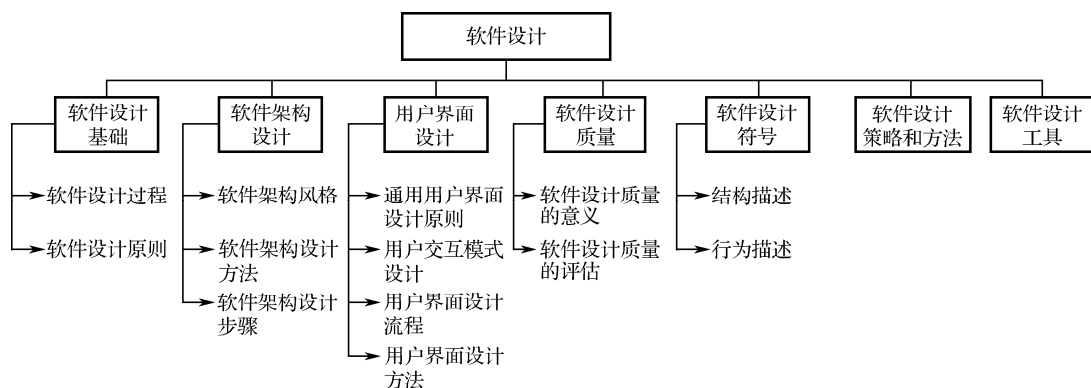 软件设计
软件设计
基础
软件设计过程
软件设计原则
软件架构
设计
软件架构风格
软件架构设计
方法
软件架构设计
步骤
用户界面
设计
通用用户界面
设计原则
用户交互模式
设计
用户界面设计
流程
用户界面设计
方法
软件设计
质量
软件设计质量
的意义
软件设计质量
的评估
软件设计
符号
结构描述
行为描述
软件设计
策略和方法
软件设计
工具